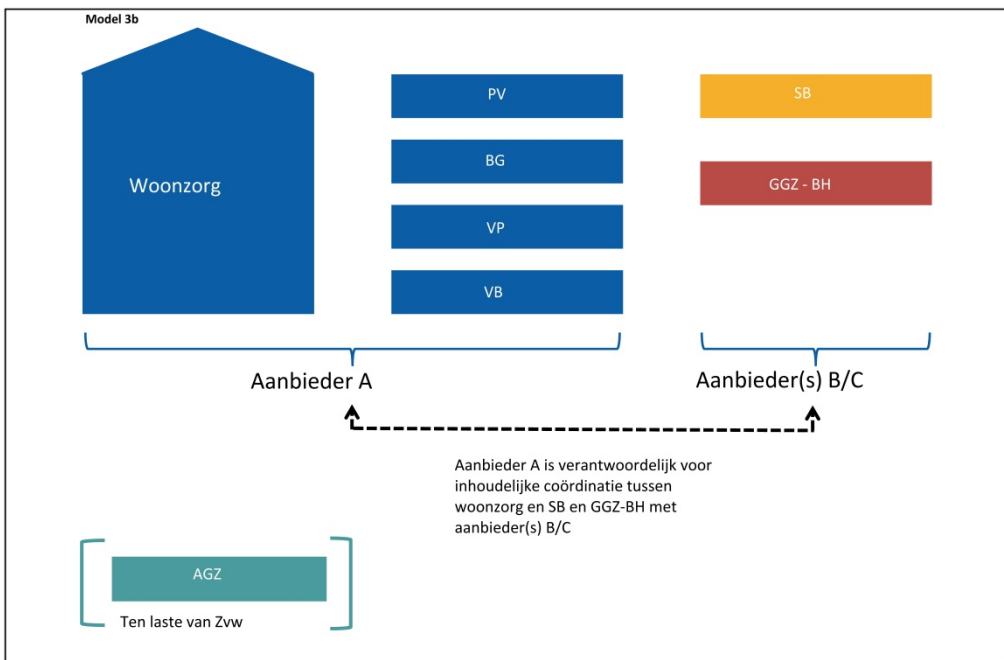 Model 3b
Woonzorg
PV
BG
VP
VB
SB
GGZ - BH
Aanbieder A
Aanbieder(s) B/C
Aanbieder A is verantwoordelijk voor
inhoudelijke coördinatie tussen
woonzorg en SB en GGZ-BH met
aanbieder(s) B/C
AGZ
Ten laste van Zvw